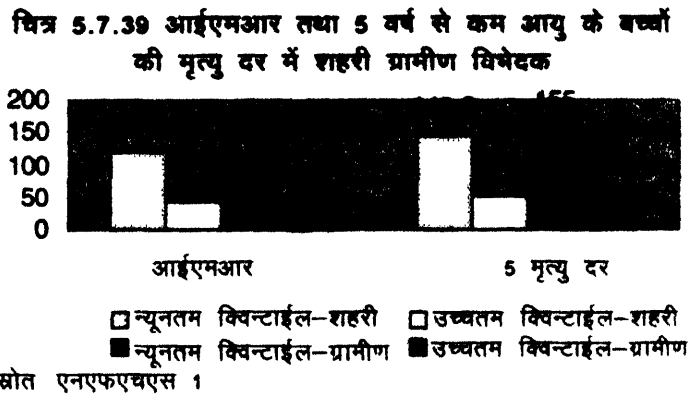 चित्र 5.7.39 आईएमआर तथा 5 वर्ष से कम आयु के बच्चों
की मृत्यु दर में शहरी ग्रामीण विभेदक
200
150
100
50
0
आईएमआर 5 मृत्यु दर
न्यूनतम क्विन्टाईल–शहरी उच्चतम क्विन्टाईल–शहरी
न्यूनतम क्विन्टाईल–ग्रामीण उच्चतम क्विन्टाईल–ग्रामीण
स्रोत एनएफएचएस 1